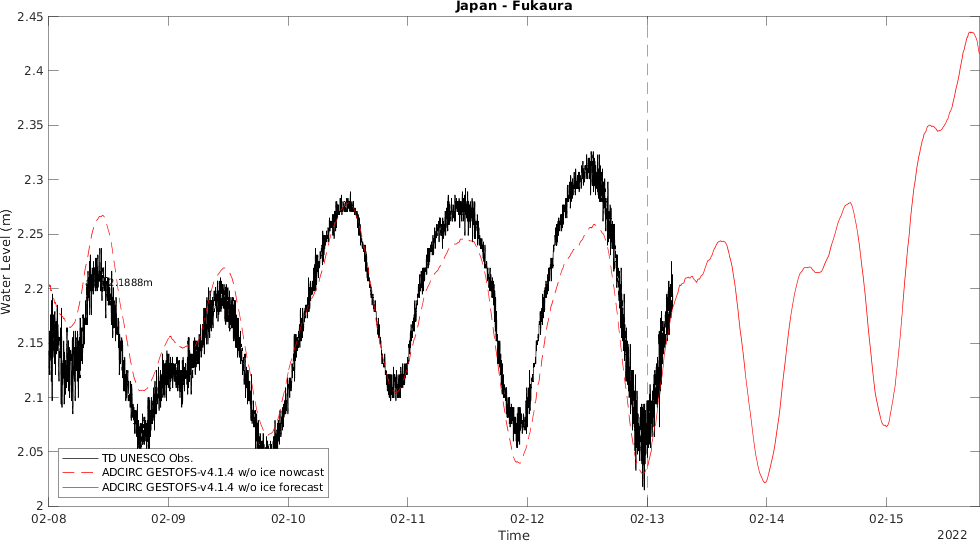 Japan - Fukaura
2.45
2.4
2.35
2.3
2.25
2.2
2.15
2.1
2.05
2
Water Level (m)
.1888m
TD UNESCO Obs.
ADCIRC GESTOFS-v4.1.4 w/o ice nowcast
ADCIRC GESTOFS-v4.1.4 w/o ice forecast
02-08 02-09 02-10 02-11 02-12 02-13 02-14 02-15
Time
2022